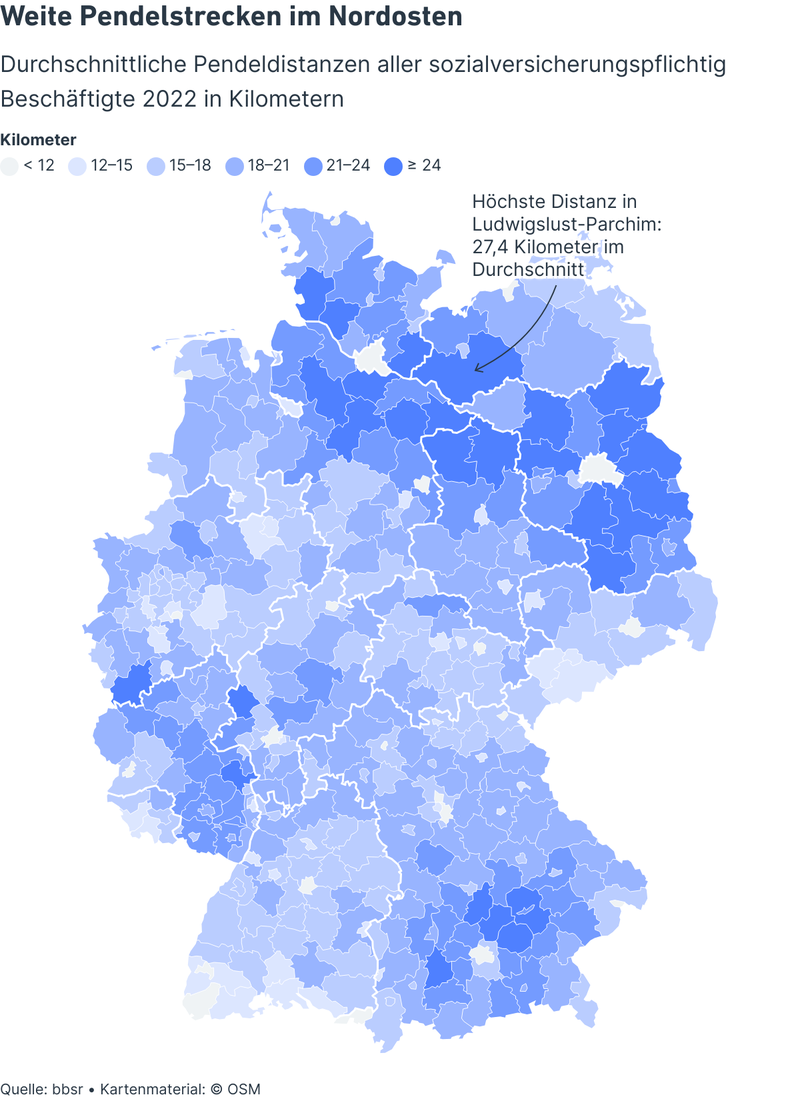 Weite Pendelstrecken im Nordosten
Durchschnittliche Pendeldistanzen aller sozialversicherungspflichtig
Beschäftigte 2022 in Kilometern
Kilometer
< 12 12–15 15–18 18–21 21–24 ≥ 24
Höchste Distanz in
Ludwigslust-Parchim:
27,4 Kilometer im
Durchschnitt
Quelle: bbsr • Kartenmaterial: © OSM